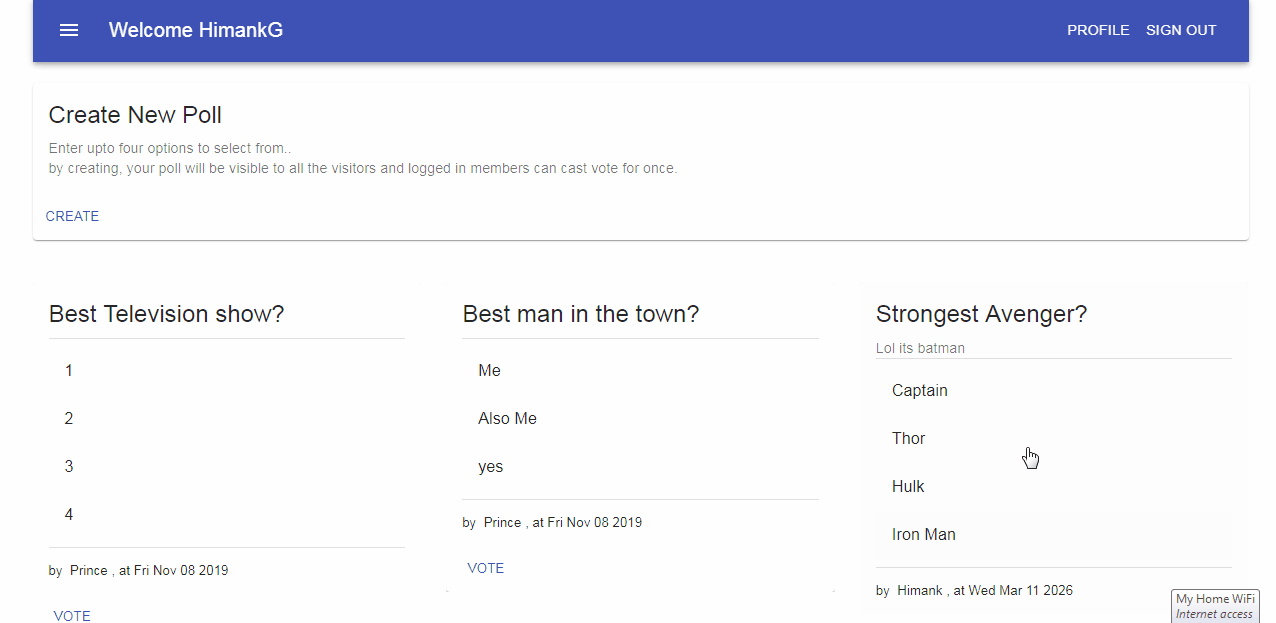 Welcome HimankG
PROFILE
SIGN OUT
Create New Poll
Enter upto four options to select from..
by creating, your poll will be visible to all the visitors and logged in members can cast vote for once.
CREATE
Best Television show?
1
2
3
4
by Prince , at Fri Nov 08 2019
VOTE
Best man in the town?
Me
Also Me
yes
by Prince , at Fri Nov 08 2019
VOTE
Strongest Avenger?
Lol its batman
Captain
Thor
Hulk
Iron Man
by Himank , at Wed Mar 11 2026
My Home WiFi
Internet access